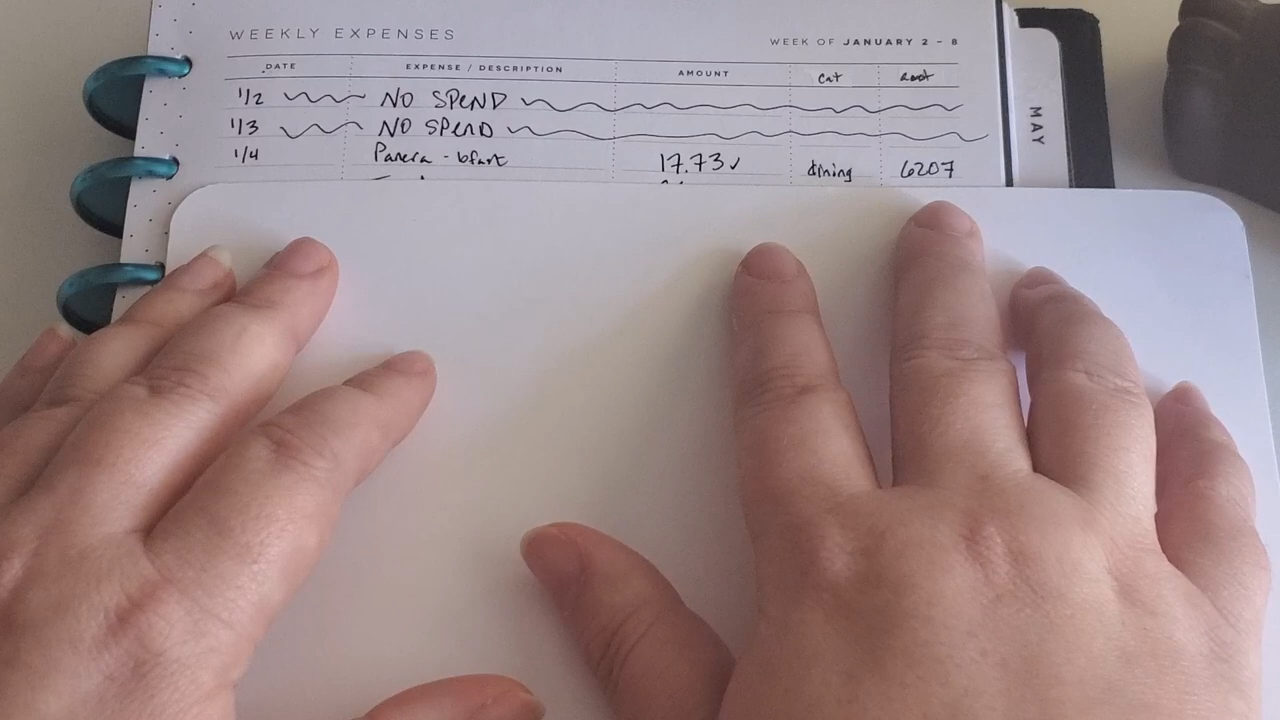 WEEKLY EXPENSES
WEEK OF JANUARY 2 - 8
DATE EXPENSE / DESCRIPTION AMOUNT cat acct
1/2 NO SPEND
1/3 NO SPEND
1/4 Panera - bfast 17.73 ✓ dining 6207
MAY